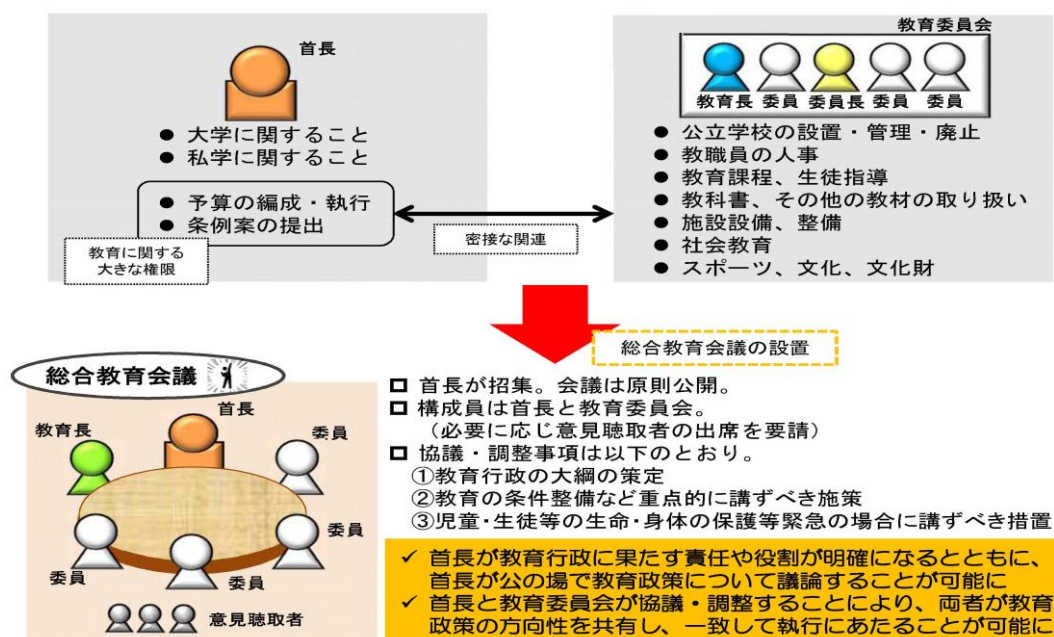 首長
● 大学に関すること
● 私学に関すること
● 予算の編成・執行
● 条例案の提出
教育に関する
大きな権限
密接な関連
教育委員会
教育長 委員 委員長 委員 委員
● 公立学校の設置・管理・廃止
● 教職員の人事
● 教育課程、生徒指導
● 教科書、その他の教材の取り扱い
● 施設設備、整備
● 社会教育
● スポーツ、文化、文化財
総合教育会議の設置
総合教育会議
首長
教育長
委員
委員
委員
委員
意見聴取者
□ 首長が招集。会議は原則公開。
□ 構成員は首長と教育委員会。
（必要に応じ意見聴取者の出席を要請）
□ 協議・調整事項は以下のとおり。
①教育行政の大綱の策定
②教育の条件整備など重点的に講ずべき施策
③児童・生徒等の生命・身体の保護等緊急の場合に講ずべき措置
✓ 首長が教育行政に果たす責任や役割が明確になるとともに、
首長が公の場で教育政策について議論することが可能に
✓ 首長と教育委員会が協議・調整することにより、両者が教育
政策の方向性を共有し、一致して執行にあたることが可能に